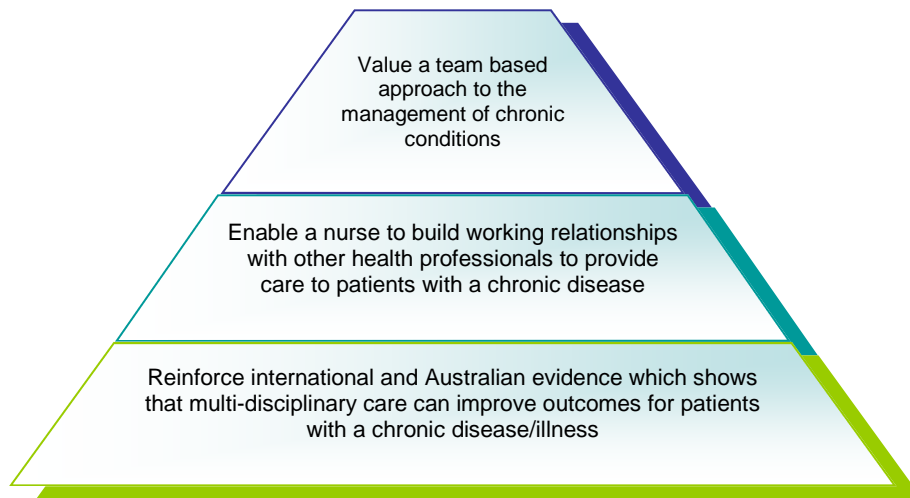 Value a team based
approach to the
management of chronic
conditions
Enable a nurse to build working relationships
with other health professionals to provide
care to patients with a chronic disease
Reinforce international and Australian evidence which shows
that multi-disciplinary care can improve outcomes for patients
with a chronic disease/illness